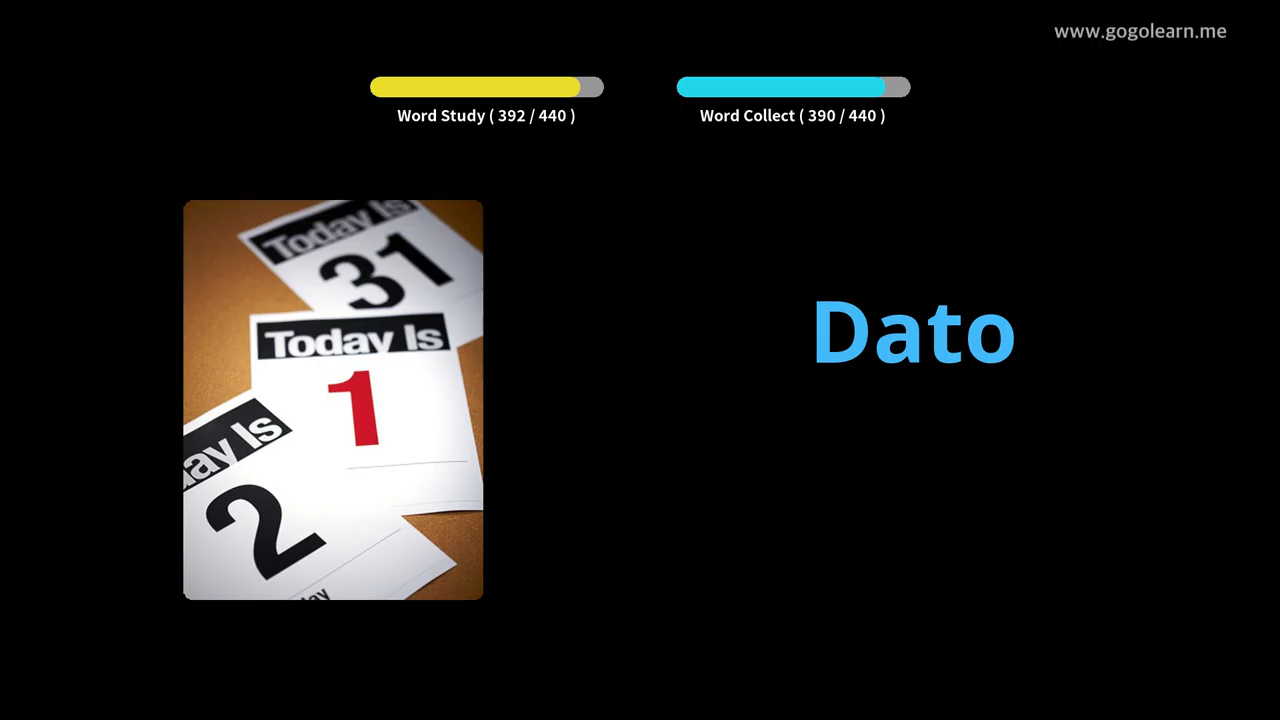 www.gogolearn.me
Word Study ( 392 / 440 )
Word Collect ( 390 / 440 )
Today Is
31
Today Is
1
ay Is
2
ay
Dato